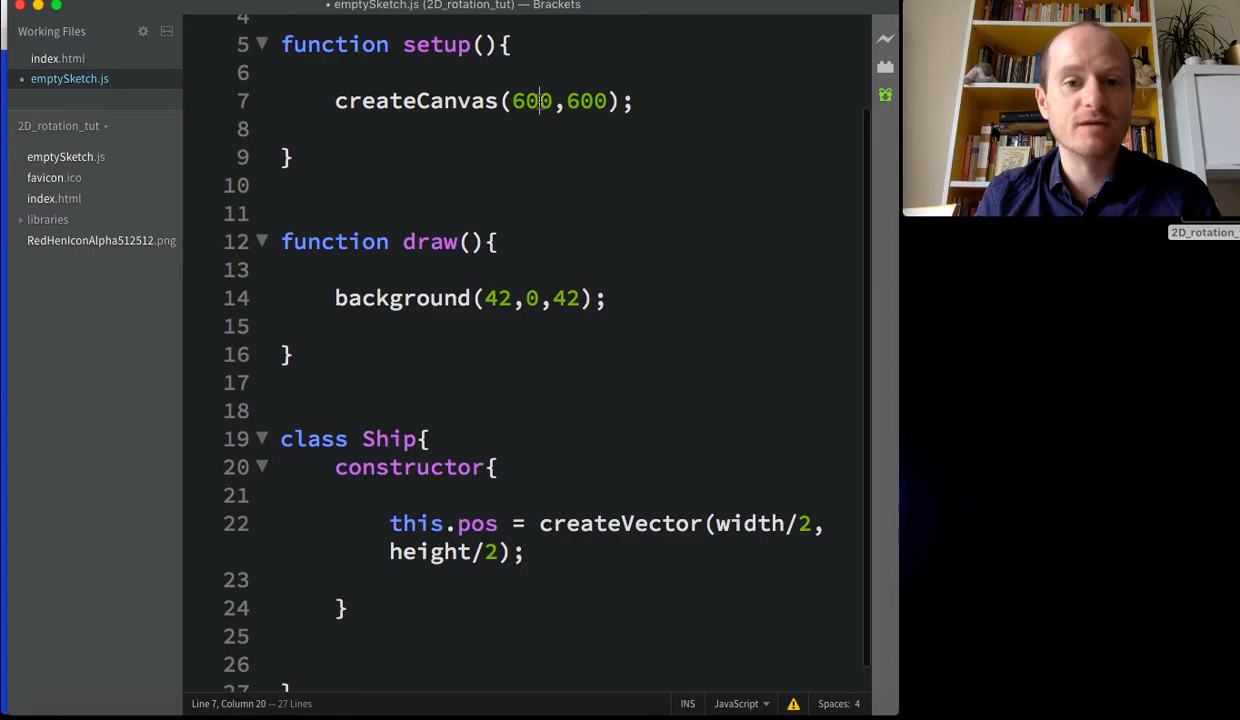 emptySketch.js (2D_rotation_tut) — Brackets
Working Files
index.html
emptySketch.js
2D_rotation_tut
emptySketch.js
favicon.ico
index.html
libraries
RedHenIconAlpha512512.png
4
5 function setup(){
6
7 createCanvas(600,600);
8
9 }
10
11
12 function draw(){
13
14 background(42,0,42);
15
16 }
17
18
19 class Ship{
20 constructor{
21
22 this.pos = createVector(width/2,
height/2);
23
24 }
25
26
27 }
Line 7, Column 20 — 27 Lines
INS JavaScript Spaces: 4
2D_rotation_